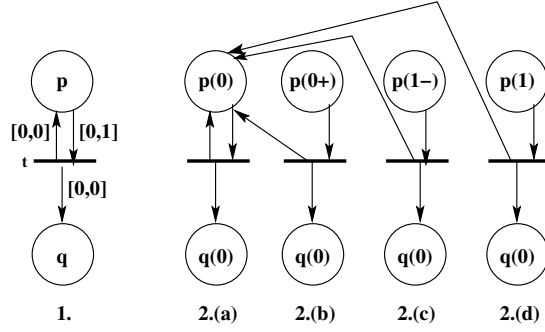 p p(0) p(0+) p(1−) p(1)
[0,0] [0,1]
t
[0,0]
q q(0) q(0) q(0) q(0)
1. 2.(a) 2.(b) 2.(c) 2.(d)